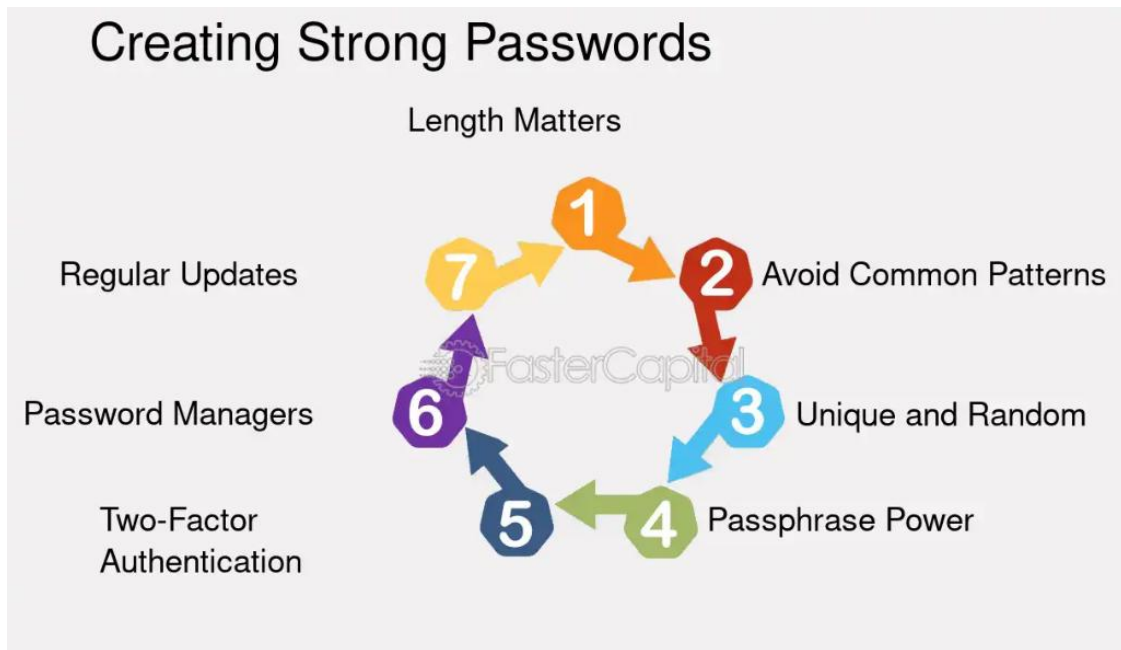 Creating Strong Passwords
Length Matters
1
2
Avoid Common Patterns
3
Unique and Random
4
Passphrase Power
5
Two-Factor
Authentication
6
Password Managers
7
Regular Updates
FasterCapital